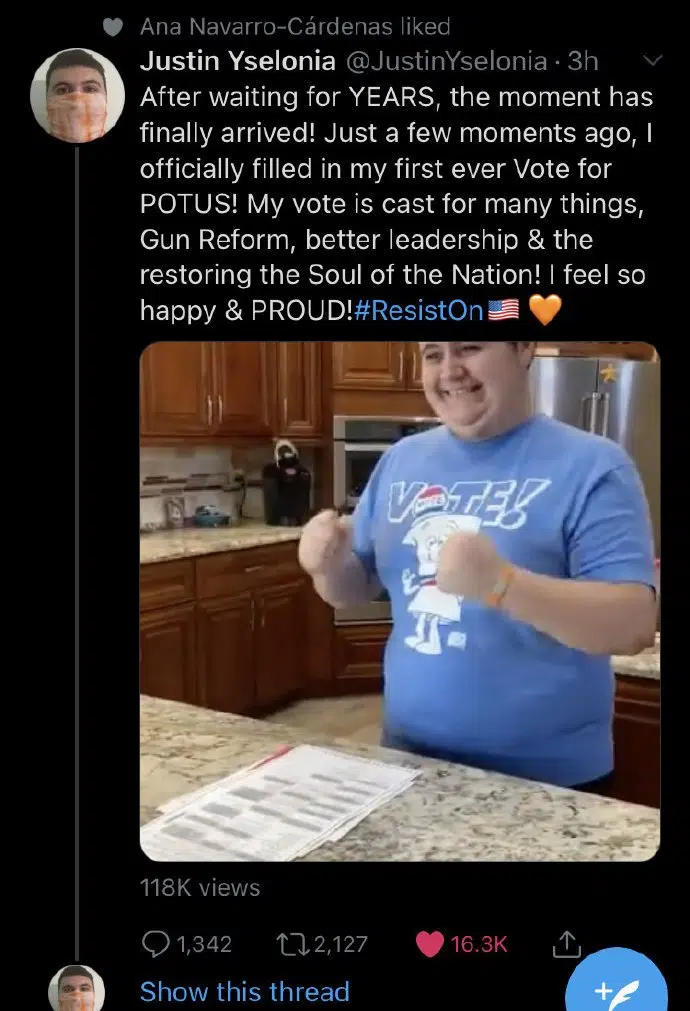 Ana Navarro-Cárdenas liked
Justin Yselonia @JustinYselonia · 3h
After waiting for YEARS, the moment has
finally arrived! Just a few moments ago, I
officially filled in my first ever Vote for
POTUS! My vote is cast for many things,
Gun Reform, better leadership & the
restoring the Soul of the Nation! I feel so
happy & PROUD!#ResistOn🇺🇸 🧡
VOTE!
118K views
1,342 2,127 16.3K
Show this thread